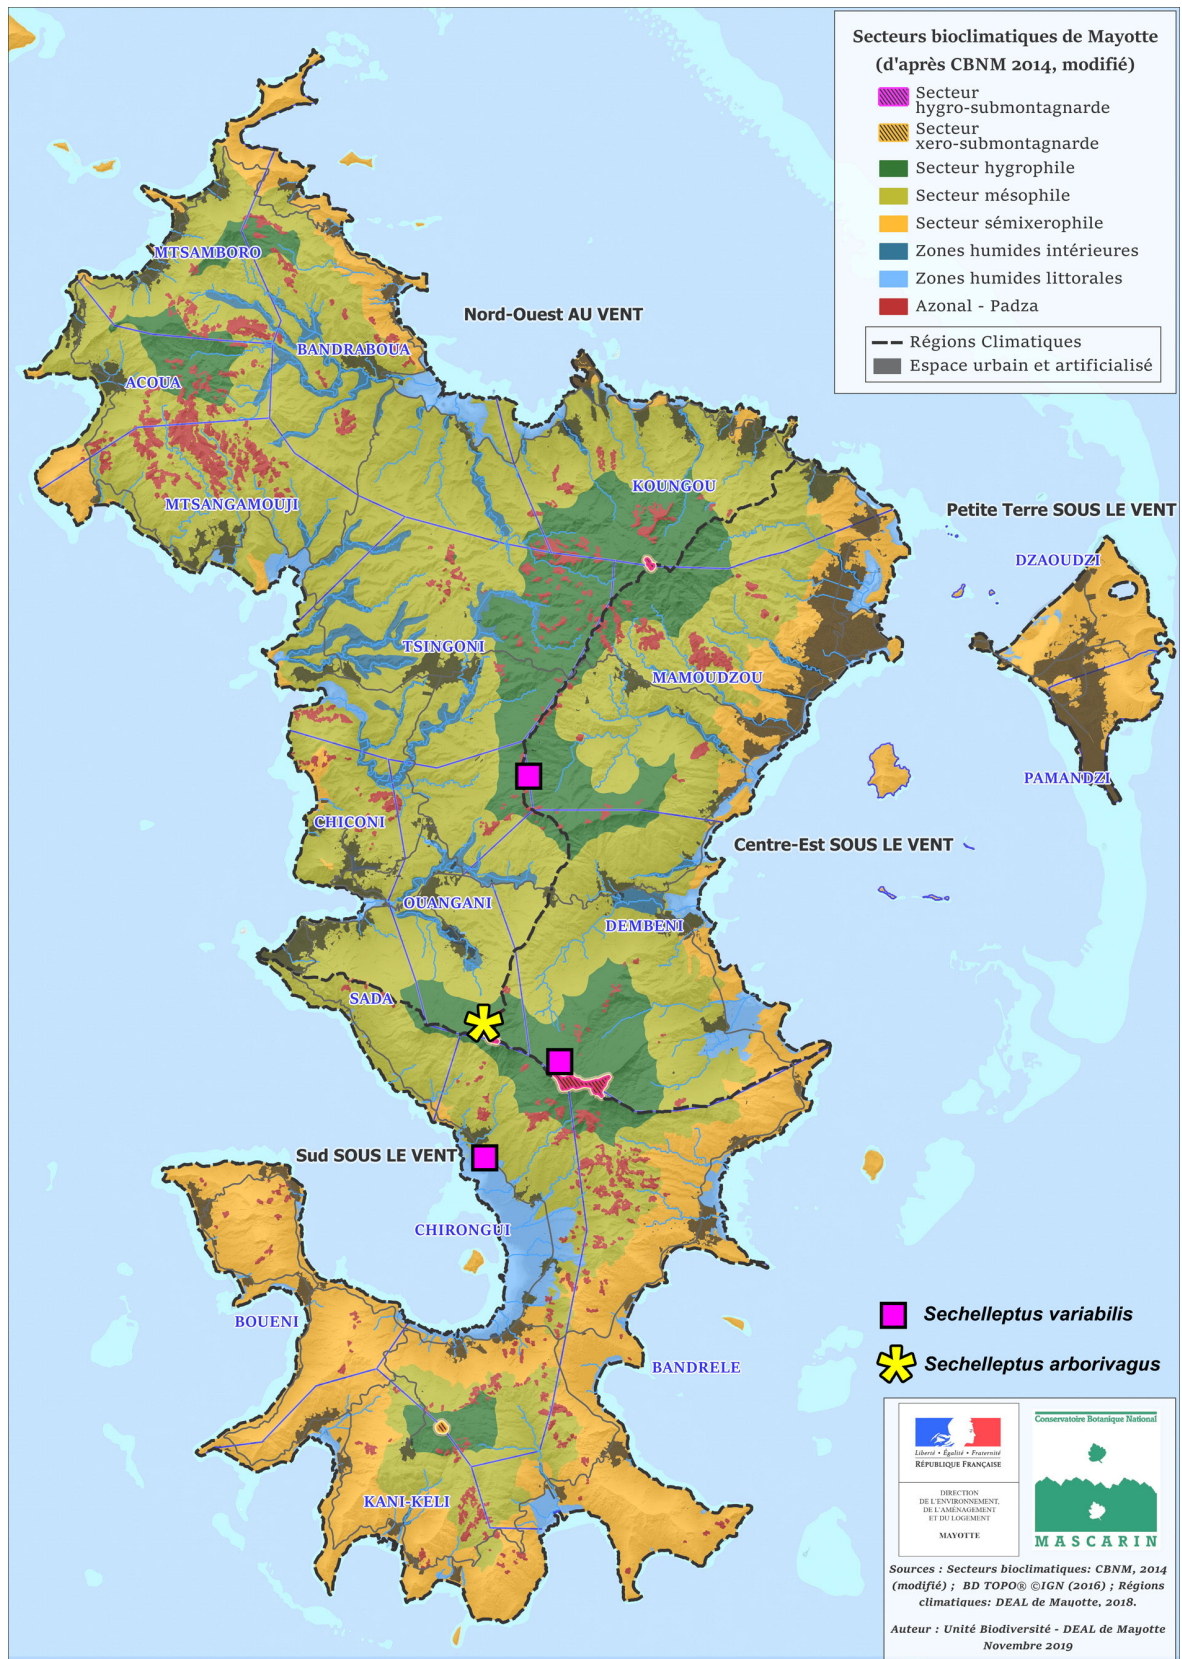 Secteurs bioclimatiques de Mayotte
(d'après CBNM 2014, modifié)
Secteur
hygro-submontagnarde
Secteur
xero-submontagnarde
Secteur hygrophile
Secteur mésophile
Secteur sémixerophile
Zones humides intérieures
Zones humides littorales
Azonal - Padza
Régions Climatiques
Espace urbain et artificialisé
MTSAMBORO
Nord-Ouest AU VENT
BANDRABOUA
ACOUA
KOUNGOU
MTSANGAMOUJI
Petite Terre SOUS LE VENT
DZAOUDZI
TSINGONI
MAMOUDZOU
PAMANDZI
CHICONI
Centre-Est SOUS LE VENT
OUANGANI
DEMBENI
SADA
Sud SOUS LE VENT
CHIRONGUI
BOUENI
BANDRELE
KANI-KELI
Sechelleptus variabilis
Sechelleptus arborivagus
Liberté • Égalité • Fraternité
RÉPUBLIQUE FRANÇAISE
DIRECTION
DE L'ENVIRONNEMENT,
DE L'AMÉNAGEMENT
ET DU LOGEMENT
MAYOTTE
Conservatoire Botanique National
MASCARIN
Sources : Secteurs bioclimatiques: CBNM, 2014
(modifié) ; BD TOPO® ©IGN (2016) ; Régions
climatiques: DEAL de Mayotte, 2018.
Auteur : Unité Biodiversité - DEAL de Mayotte
Novembre 2019